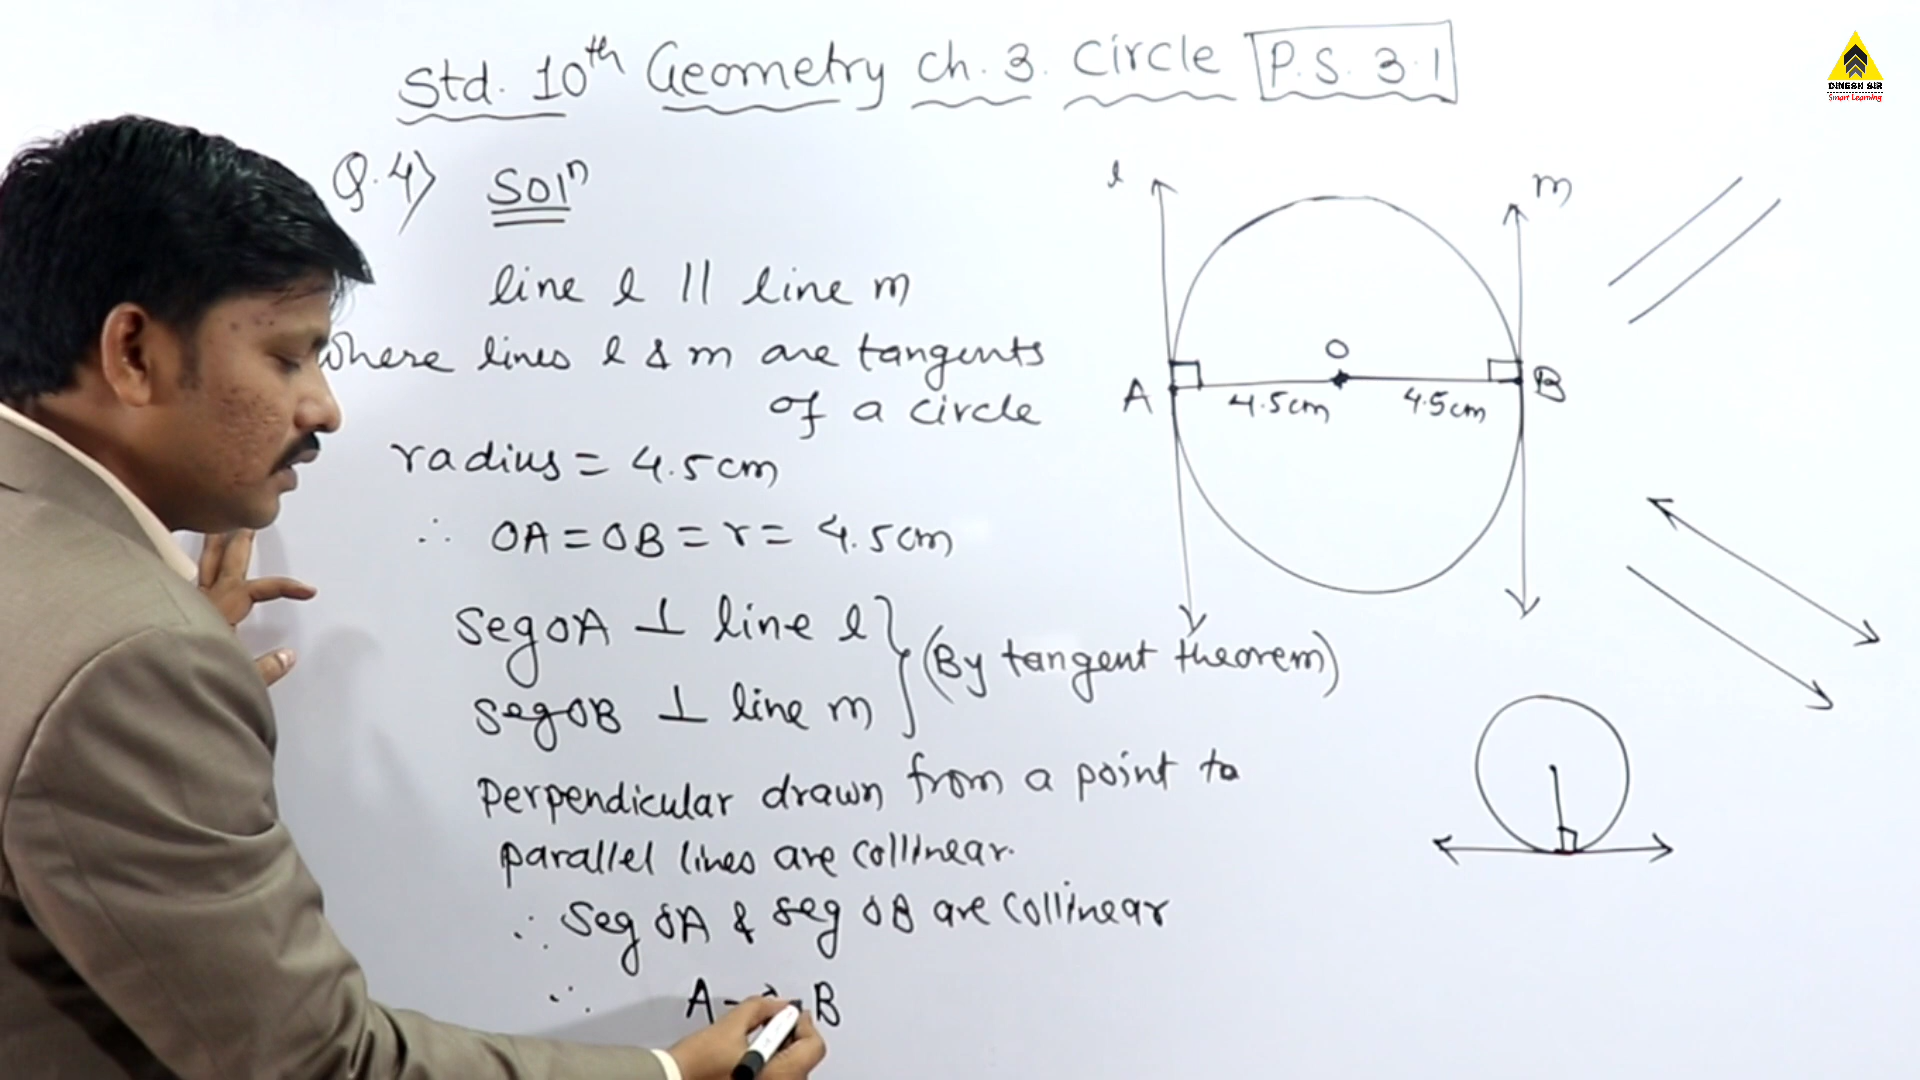 Std. 10th Geometry ch. 3. Circle P.S. 3.1
DINESH SIR
Smart Learning
Q.4) Solⁿ
line l || line m
where lines l & m are tangents
of a circle
radius = 4.5cm
∴ OA = OB = r = 4.5cm
seg OA ⊥ line l
seg OB ⊥ line m
(By tangent theorem)
Perpendicular drawn from a point to
parallel lines are collinear.
∴ seg OA & seg OB are collinear
∴ A - - B
l
m
O
A
B
4.5cm
4.5cm